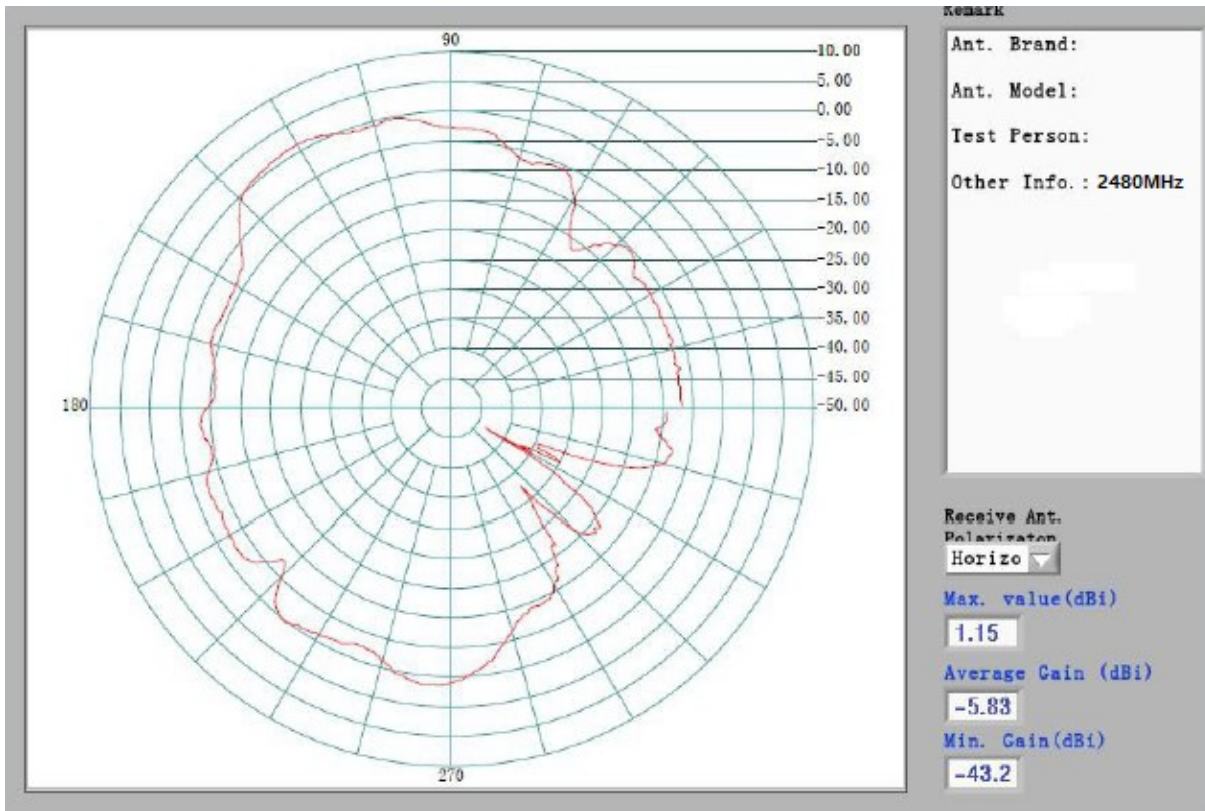 90
10.00
5.00
0.00
-5.00
-10.00
-15.00
-20.00
-25.00
-30.00
-35.00
-40.00
-45.00
-50.00
180
270
Remark
Ant. Brand:
Ant. Model:
Test Person:
Other Info.: 2480MHz
Receive Ant.
Polarizaton
Horizo
Max. value(dBi)
1.15
Average Gain (dBi)
-5.83
Min. Gain(dBi)
-43.2